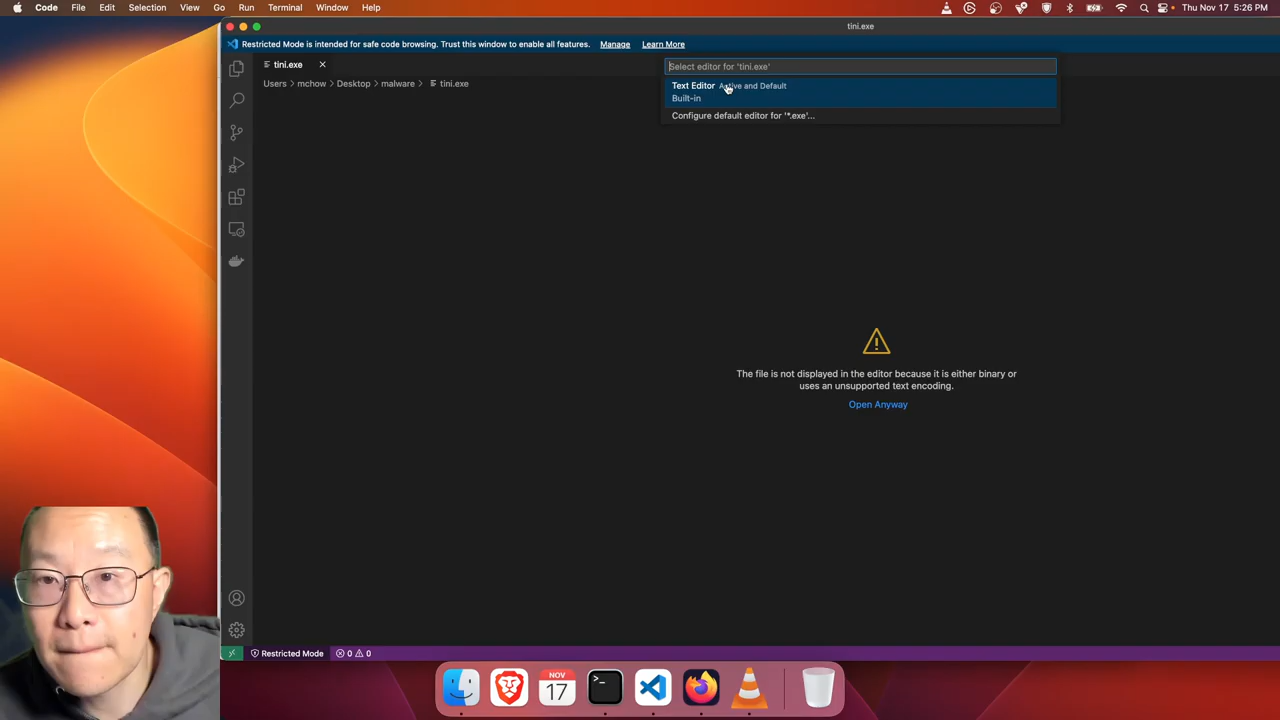 Code File Edit Selection View Go Run Terminal Window Help
Thu Nov 17 5:26 PM
tini.exe
Restricted Mode is intended for safe code browsing. Trust this window to enable all features. Manage Learn More
tini.exe
Select editor for 'tini.exe'
Users > mchow > Desktop > malware > tini.exe
Text Editor Active and Default
Built-in
Configure default editor for '*.exe'...
The file is not displayed in the editor because it is either binary or
uses an unsupported text encoding.
Open Anyway
Restricted Mode 0 0
NOV
17